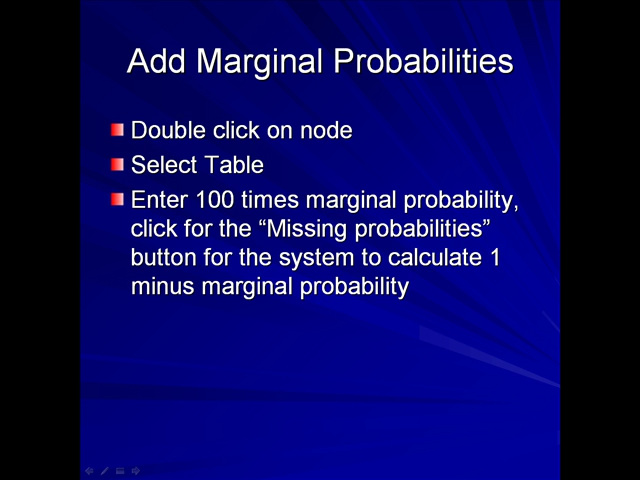 Add Marginal Probabilities
Double click on node
Select Table
Enter 100 times marginal probability,
click for the “Missing probabilities”
button for the system to calculate 1
minus marginal probability